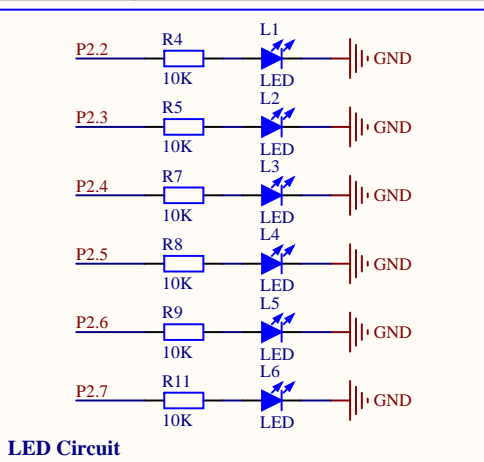 L1
P2.2 R4 GND
10K LED
L2
P2.3 R5 GND
10K LED
L3
P2.4 R7 GND
10K LED
L4
P2.5 R8 GND
10K LED
L5
P2.6 R9 GND
10K LED
L6
P2.7 R11 GND
10K LED
LED Circuit